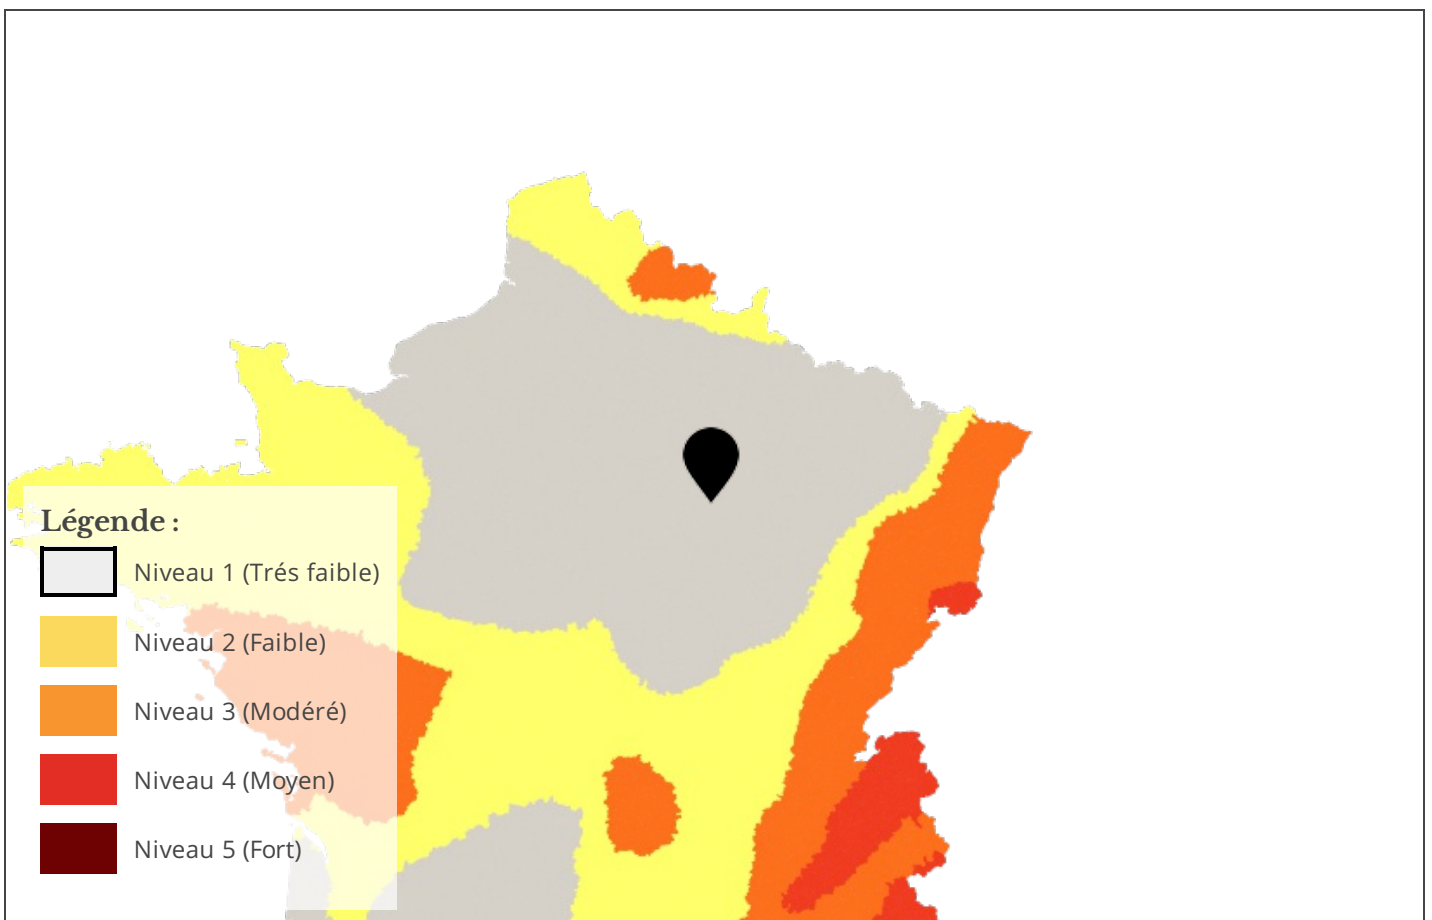 Légende :
Niveau 1 (Trés faible)
Niveau 2 (Faible)
Niveau 3 (Modéré)
Niveau 4 (Moyen)
Niveau 5 (Fort)